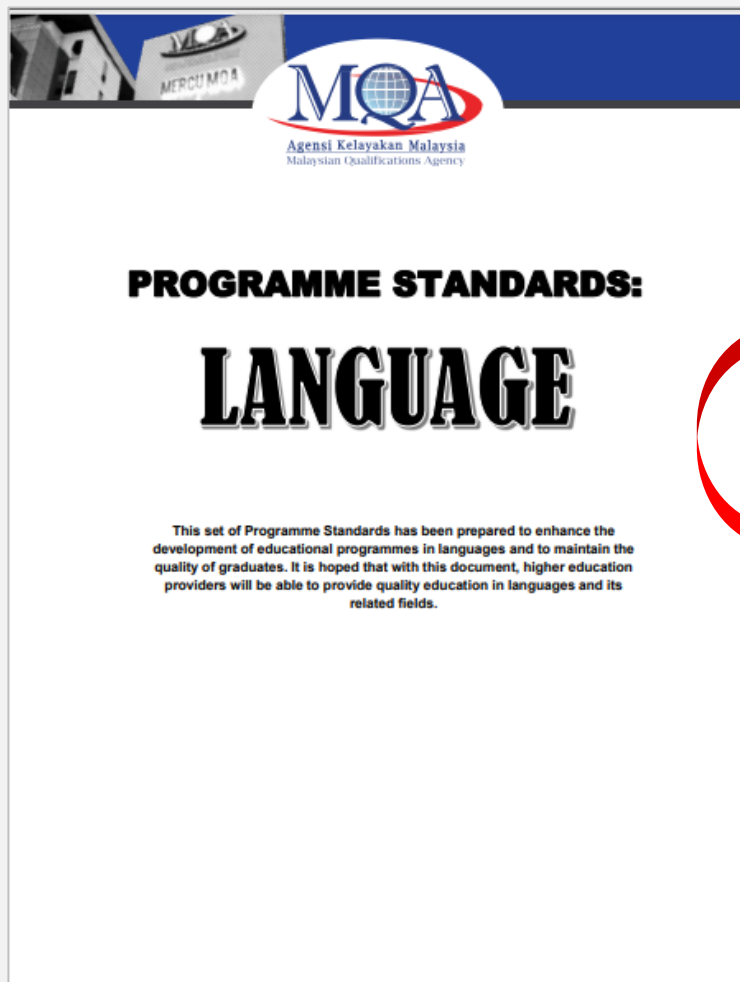 MQA
MERCU MQA
MQA
Agensi Kelayakan Malaysia
Malaysian Qualifications Agency
PROGRAMME STANDARDS:
LANGUAGE
This set of Programme Standards has been prepared to enhance the
development of educational programmes in languages and to maintain the
quality of graduates. It is hoped that with this document, higher education
providers will be able to provide quality education in languages and its
related fields.